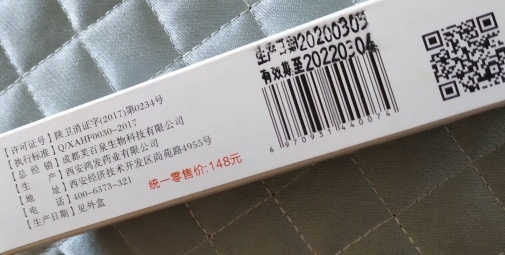 生产日期20200305
有效期至20220304
6 970931 440074
【许可证号】陕卫消证字(2017)第0234号
【执行标准】Q/XAHF0030-2017
【总 经 销】成都芙百泉生物科技有限公司
【生 产】西安鸿发药业有限公司
【地 址】西安经济技术开发区尚苑路4955号
【电 话】400-6373-321
【生产日期】见外盒
统一零售价:148元